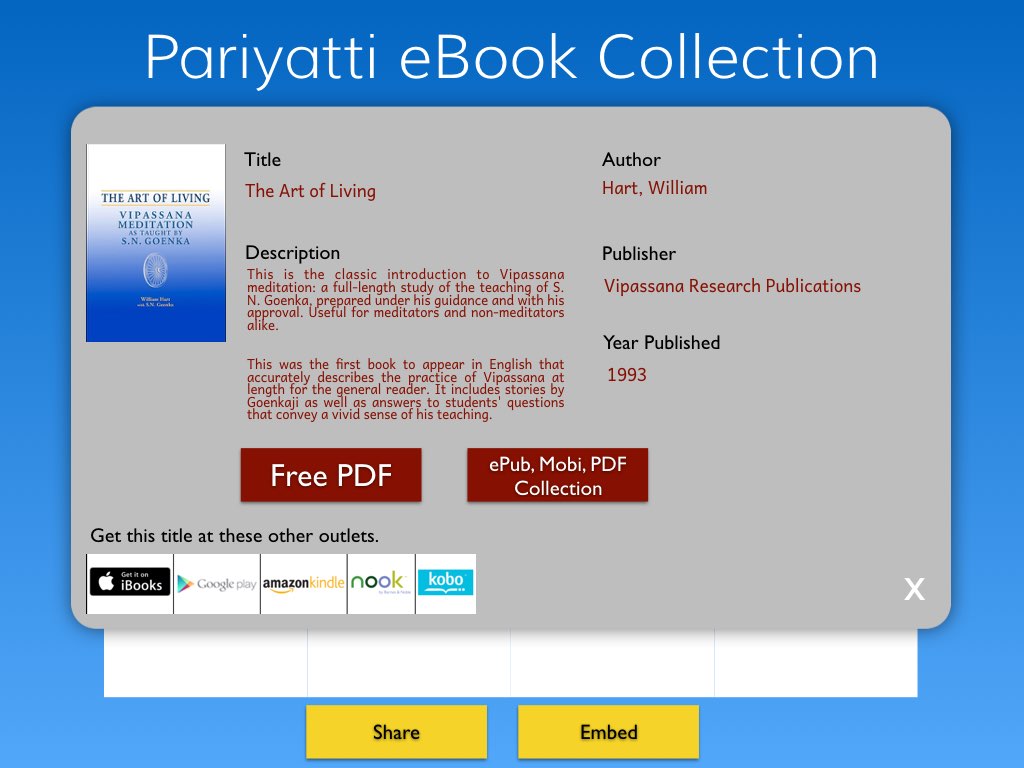 Pariyatti eBook Collection
THE ART OF LIVING
VIPASSANA
MEDITATION
AS TAUGHT BY
S.N. GOENKA
William Hart
with S.N. Goenka
Title
The Art of Living
Author
Hart, William
Description
This is the classic introduction to Vipassana
meditation: a full-length study of the teaching of S.
N. Goenka, prepared under his guidance and with his
approval. Useful for meditators and non-meditators
alike.
This was the first book to appear in English that
accurately describes the practice of Vipassana at
length for the general reader. It includes stories by
Goenkaji as well as answers to students' questions
that convey a vivid sense of his teaching.
Publisher
Vipassana Research Publications
Year Published
1993
Free PDF
ePub, Mobi, PDF
Collection
Get this title at these other outlets.
Get it on
iBooks
Google play
amazonkindle
nook
by Barnes & Noble
kobo
X
Share
Embed